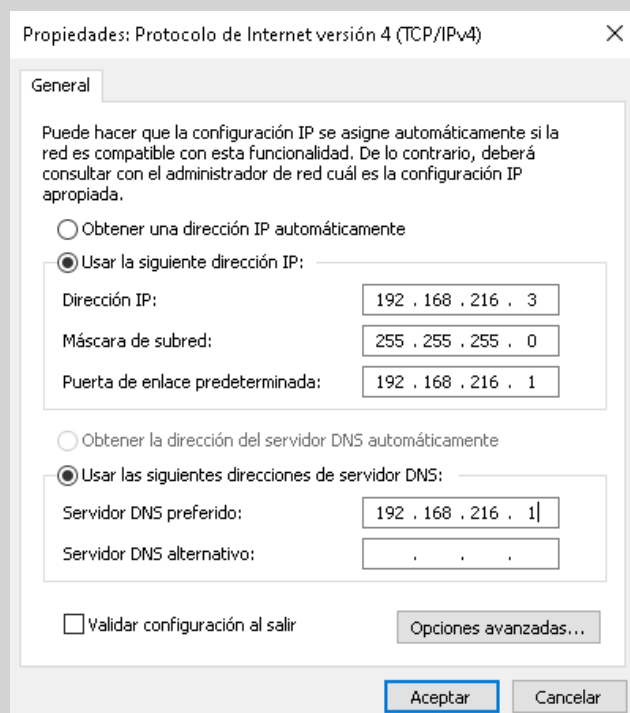 Propiedades: Protocolo de Internet versión 4 (TCP/IPv4)
General
Puede hacer que la configuración IP se asigne automáticamente si la
red es compatible con esta funcionalidad. De lo contrario, deberá
consultar con el administrador de red cuál es la configuración IP
apropiada.
Obtener una dirección IP automáticamente
Usar la siguiente dirección IP:
Dirección IP: 192 . 168 . 216 . 3
Máscara de subred: 255 . 255 . 255 . 0
Puerta de enlace predeterminada: 192 . 168 . 216 . 1
Obtener la dirección del servidor DNS automáticamente
Usar las siguientes direcciones de servidor DNS:
Servidor DNS preferido: 192 . 168 . 216 . 1
Servidor DNS alternativo: . . .
Validar configuración al salir Opciones avanzadas...
Aceptar Cancelar